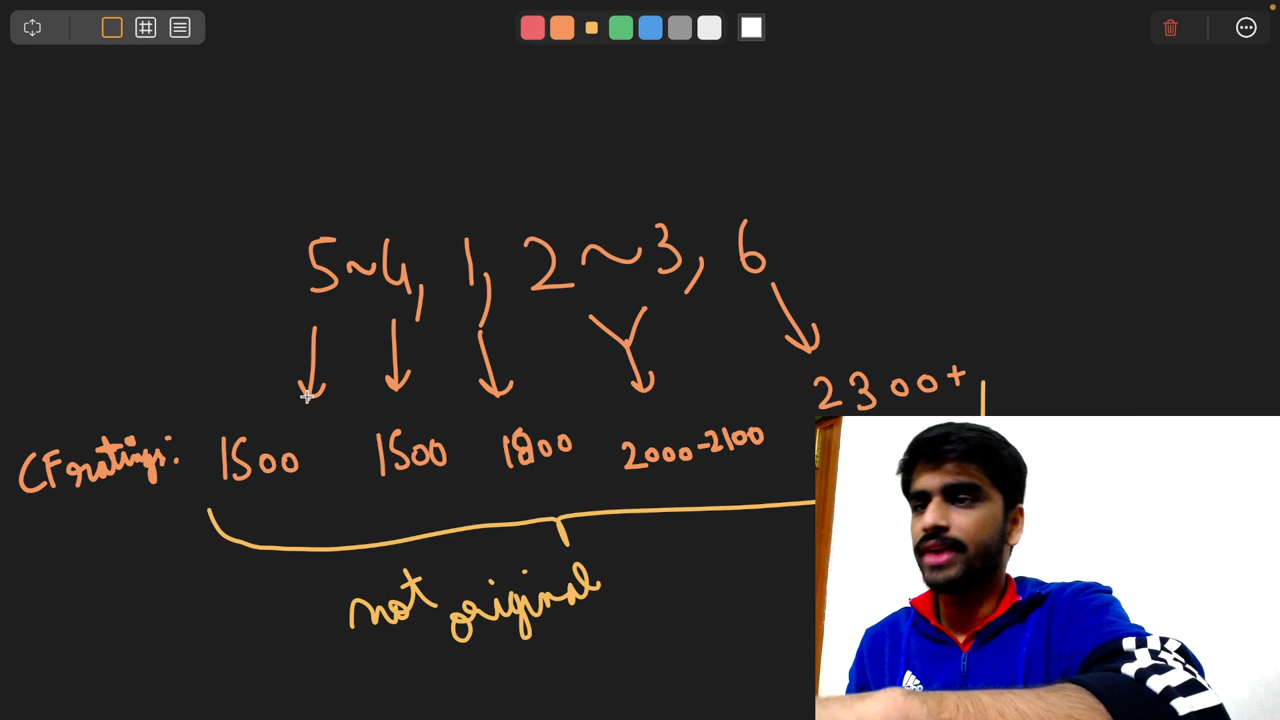 5~4, 1, 2~3, 6
2300+
CF ratings: 1500 1500 1800 2000-2100
not original